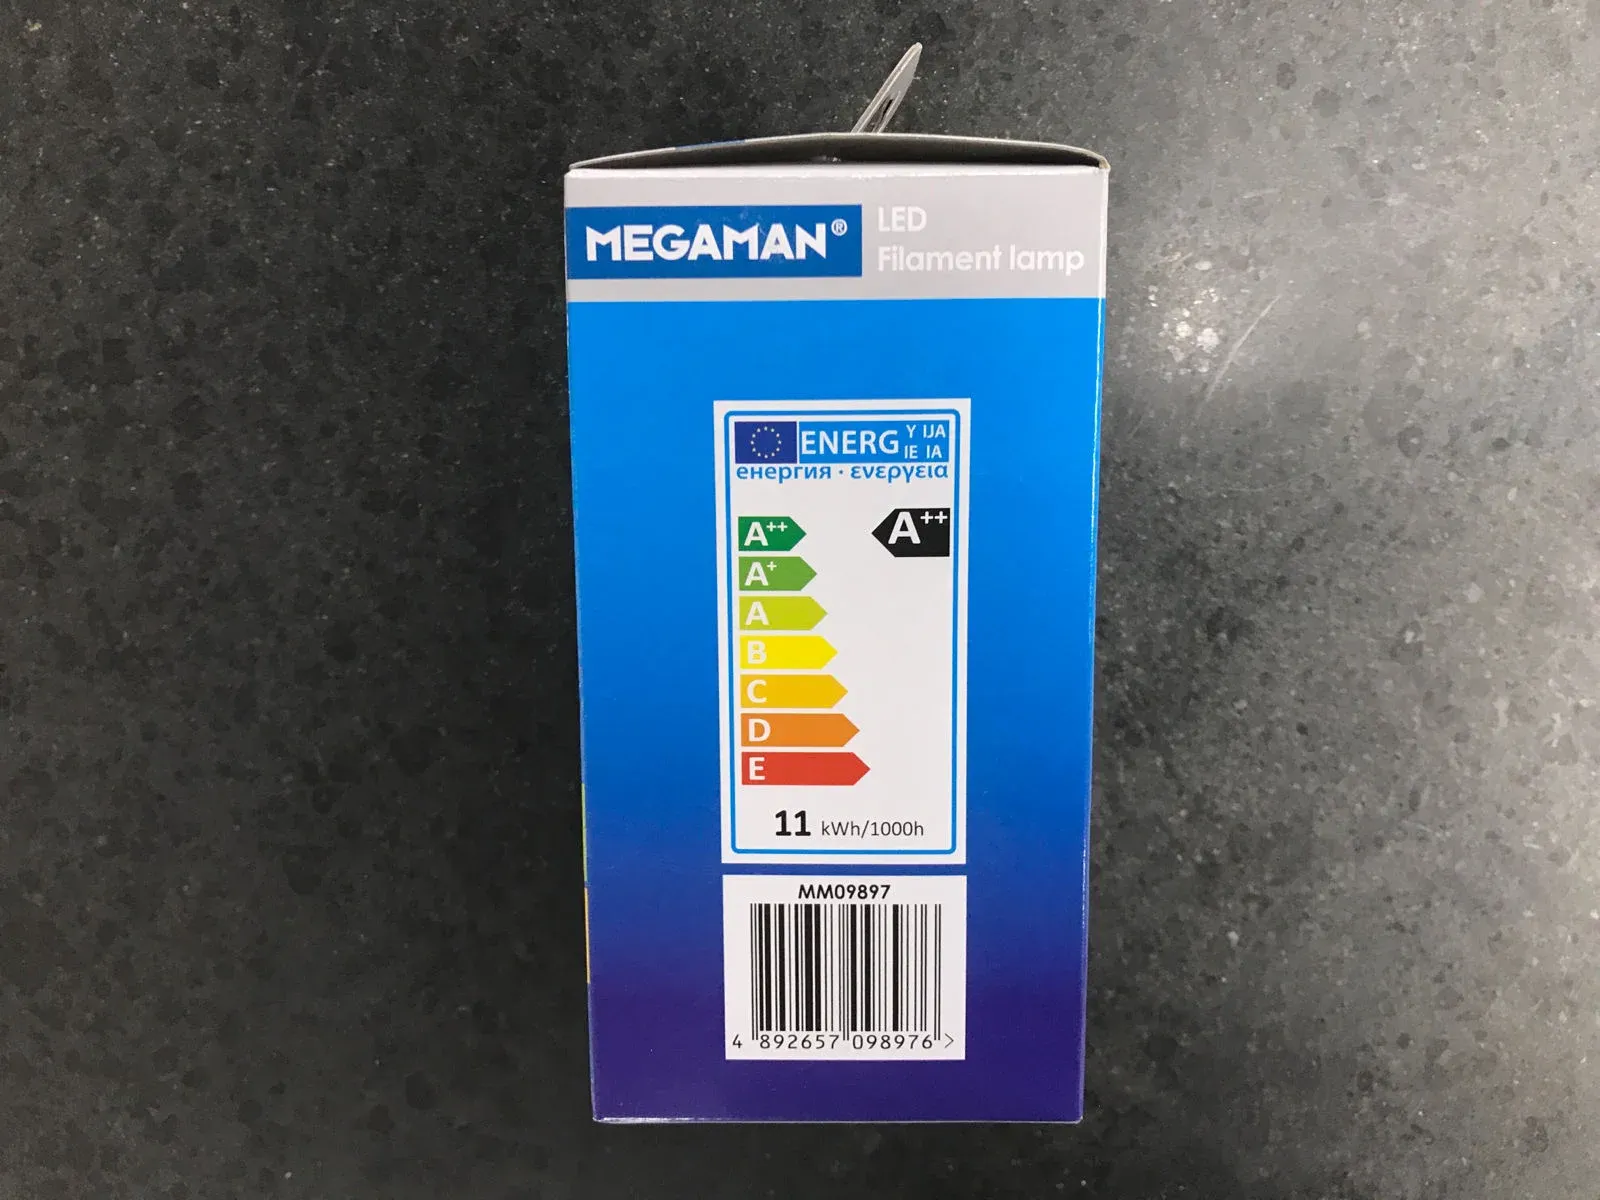 MEGAMAN®
LED
Filament lamp
ENERG Y IJA
IE IA
енергия · ενεργεια
A++
A++
A+
A
B
C
D
E
11 kWh/1000h
MM09897
4 892657 098976 >